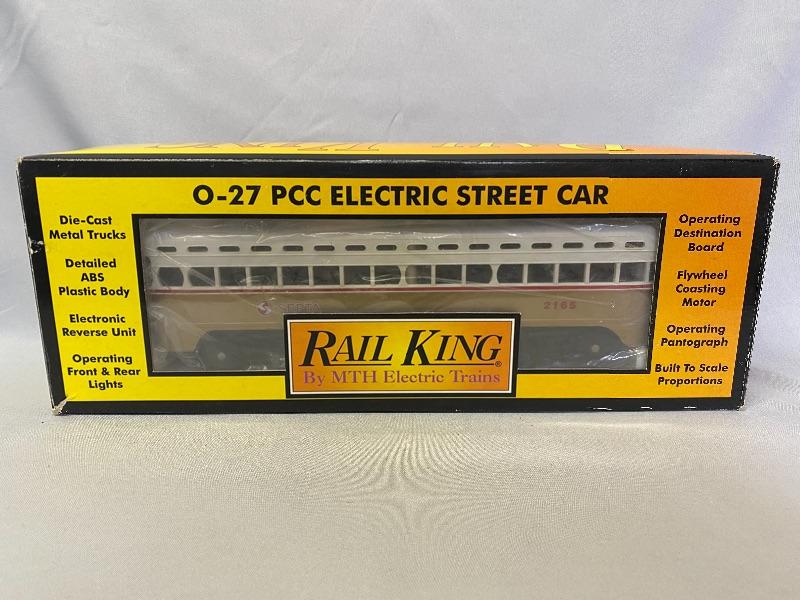 O-27 PCC ELECTRIC STREET CAR
Die-Cast
Metal Trucks
Detailed
ABS
Plastic Body
Electronic
Reverse Unit
Operating
Front & Rear
Lights
SEPTA
2165
RAIL KING®
By MTH Electric Trains
Operating
Destination
Board
Flywheel
Coasting
Motor
Operating
Pantograph
Built To Scale
Proportions